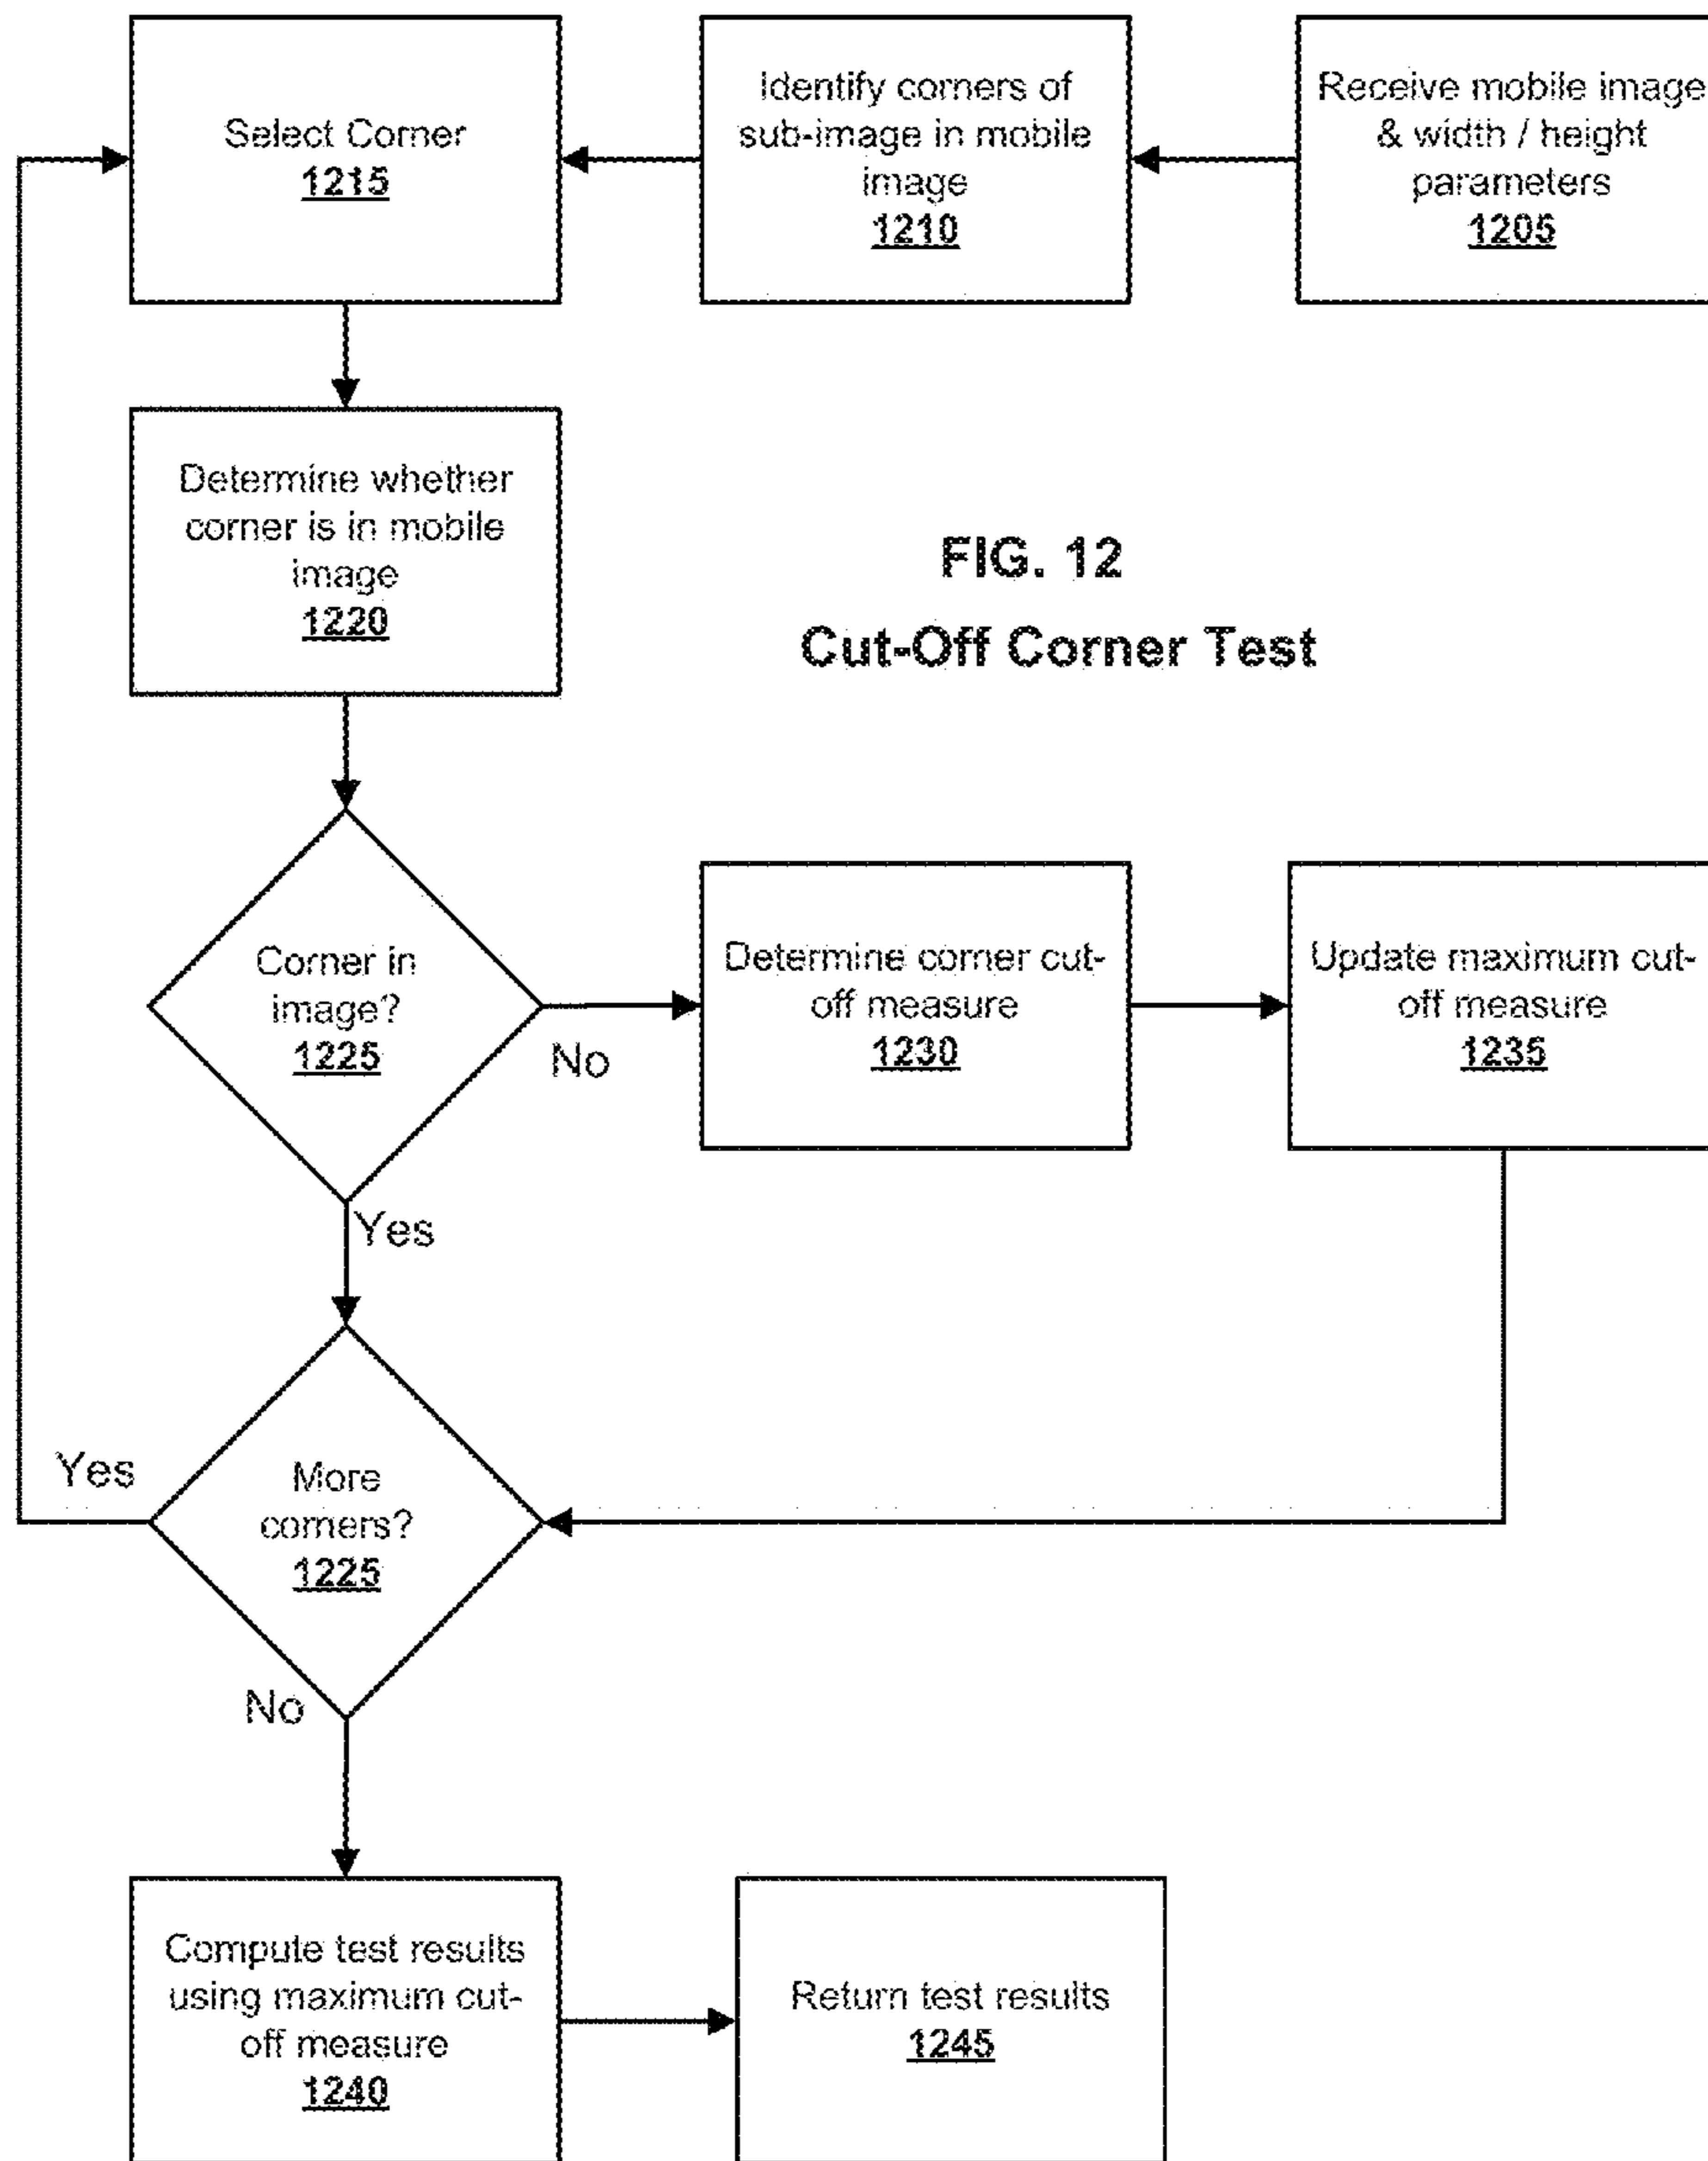 Receive mobile image
& width / height
parameters
1205
Identify corners of
sub-image in mobile
image
1210
Select Corner
1215
Determine whether
corner is in mobile
image
1220
FIG. 12
Cut-Off Corner Test
Corner in
image?
1225
No
Yes
Determine corner cut-
off measure
1230
Update maximum cut-
off measure
1235
More
corners?
1225
Yes
No
Compute test results
using maximum cut-
off measure
1240
Return test results
1245